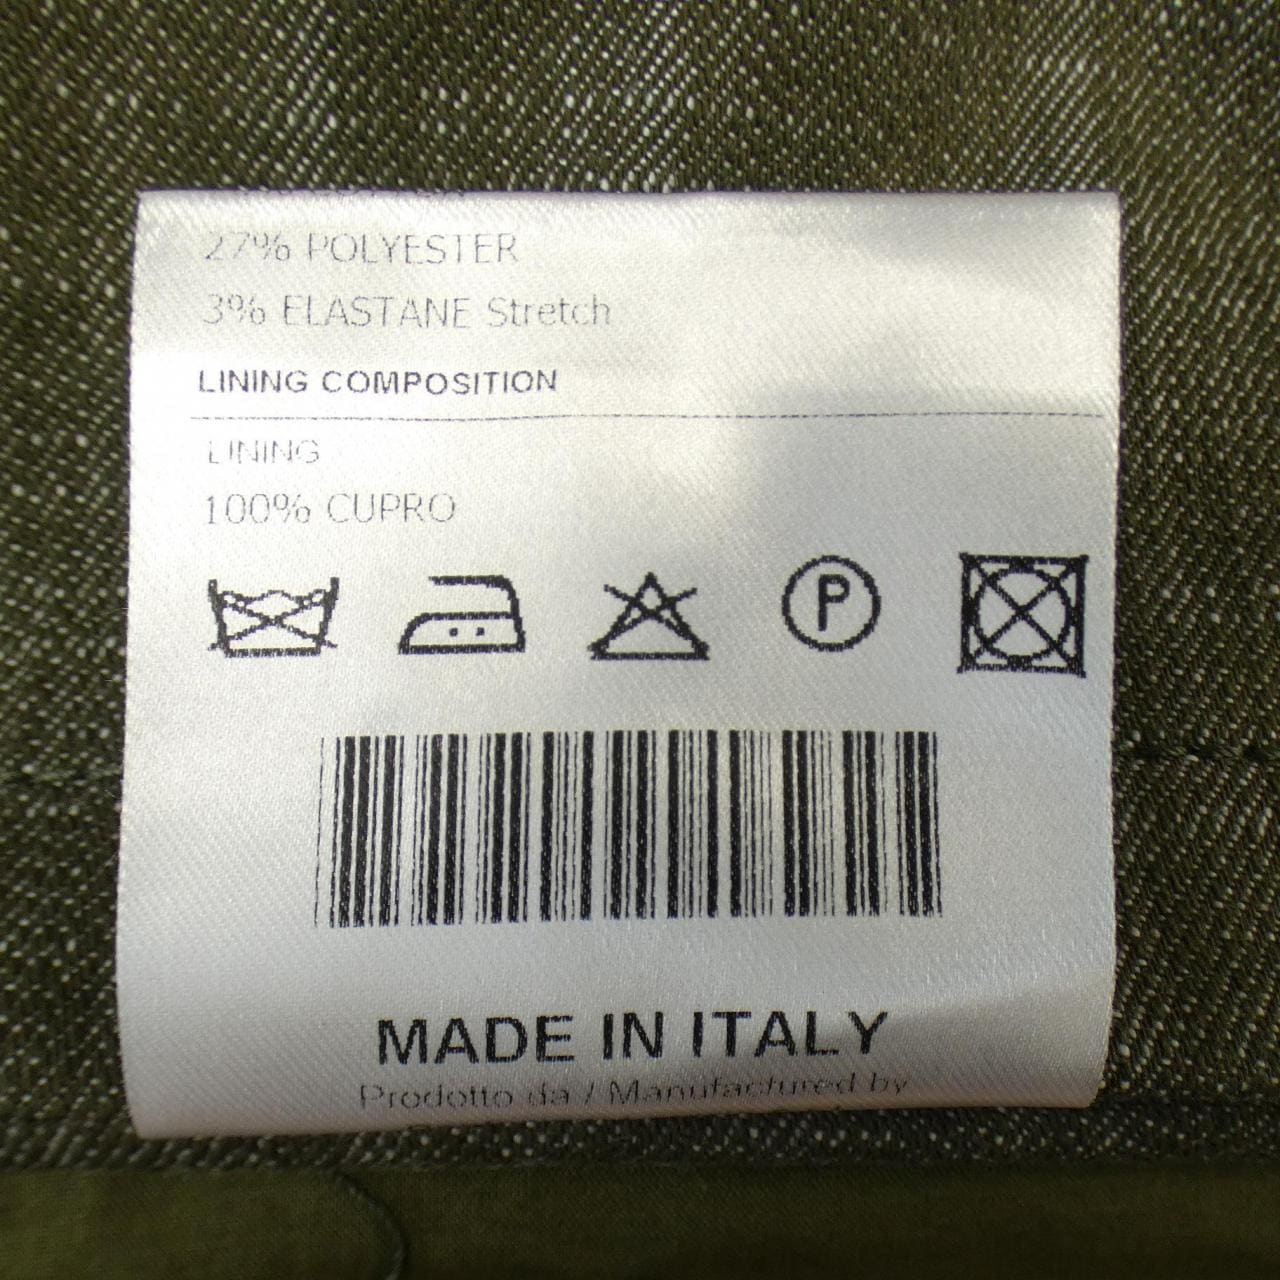 27% POLYESTER
3% ELASTANE Stretch
LINING COMPOSITION
LINING
100% CUPRO
P
MADE IN ITALY
Prodotto da / Manufactured by